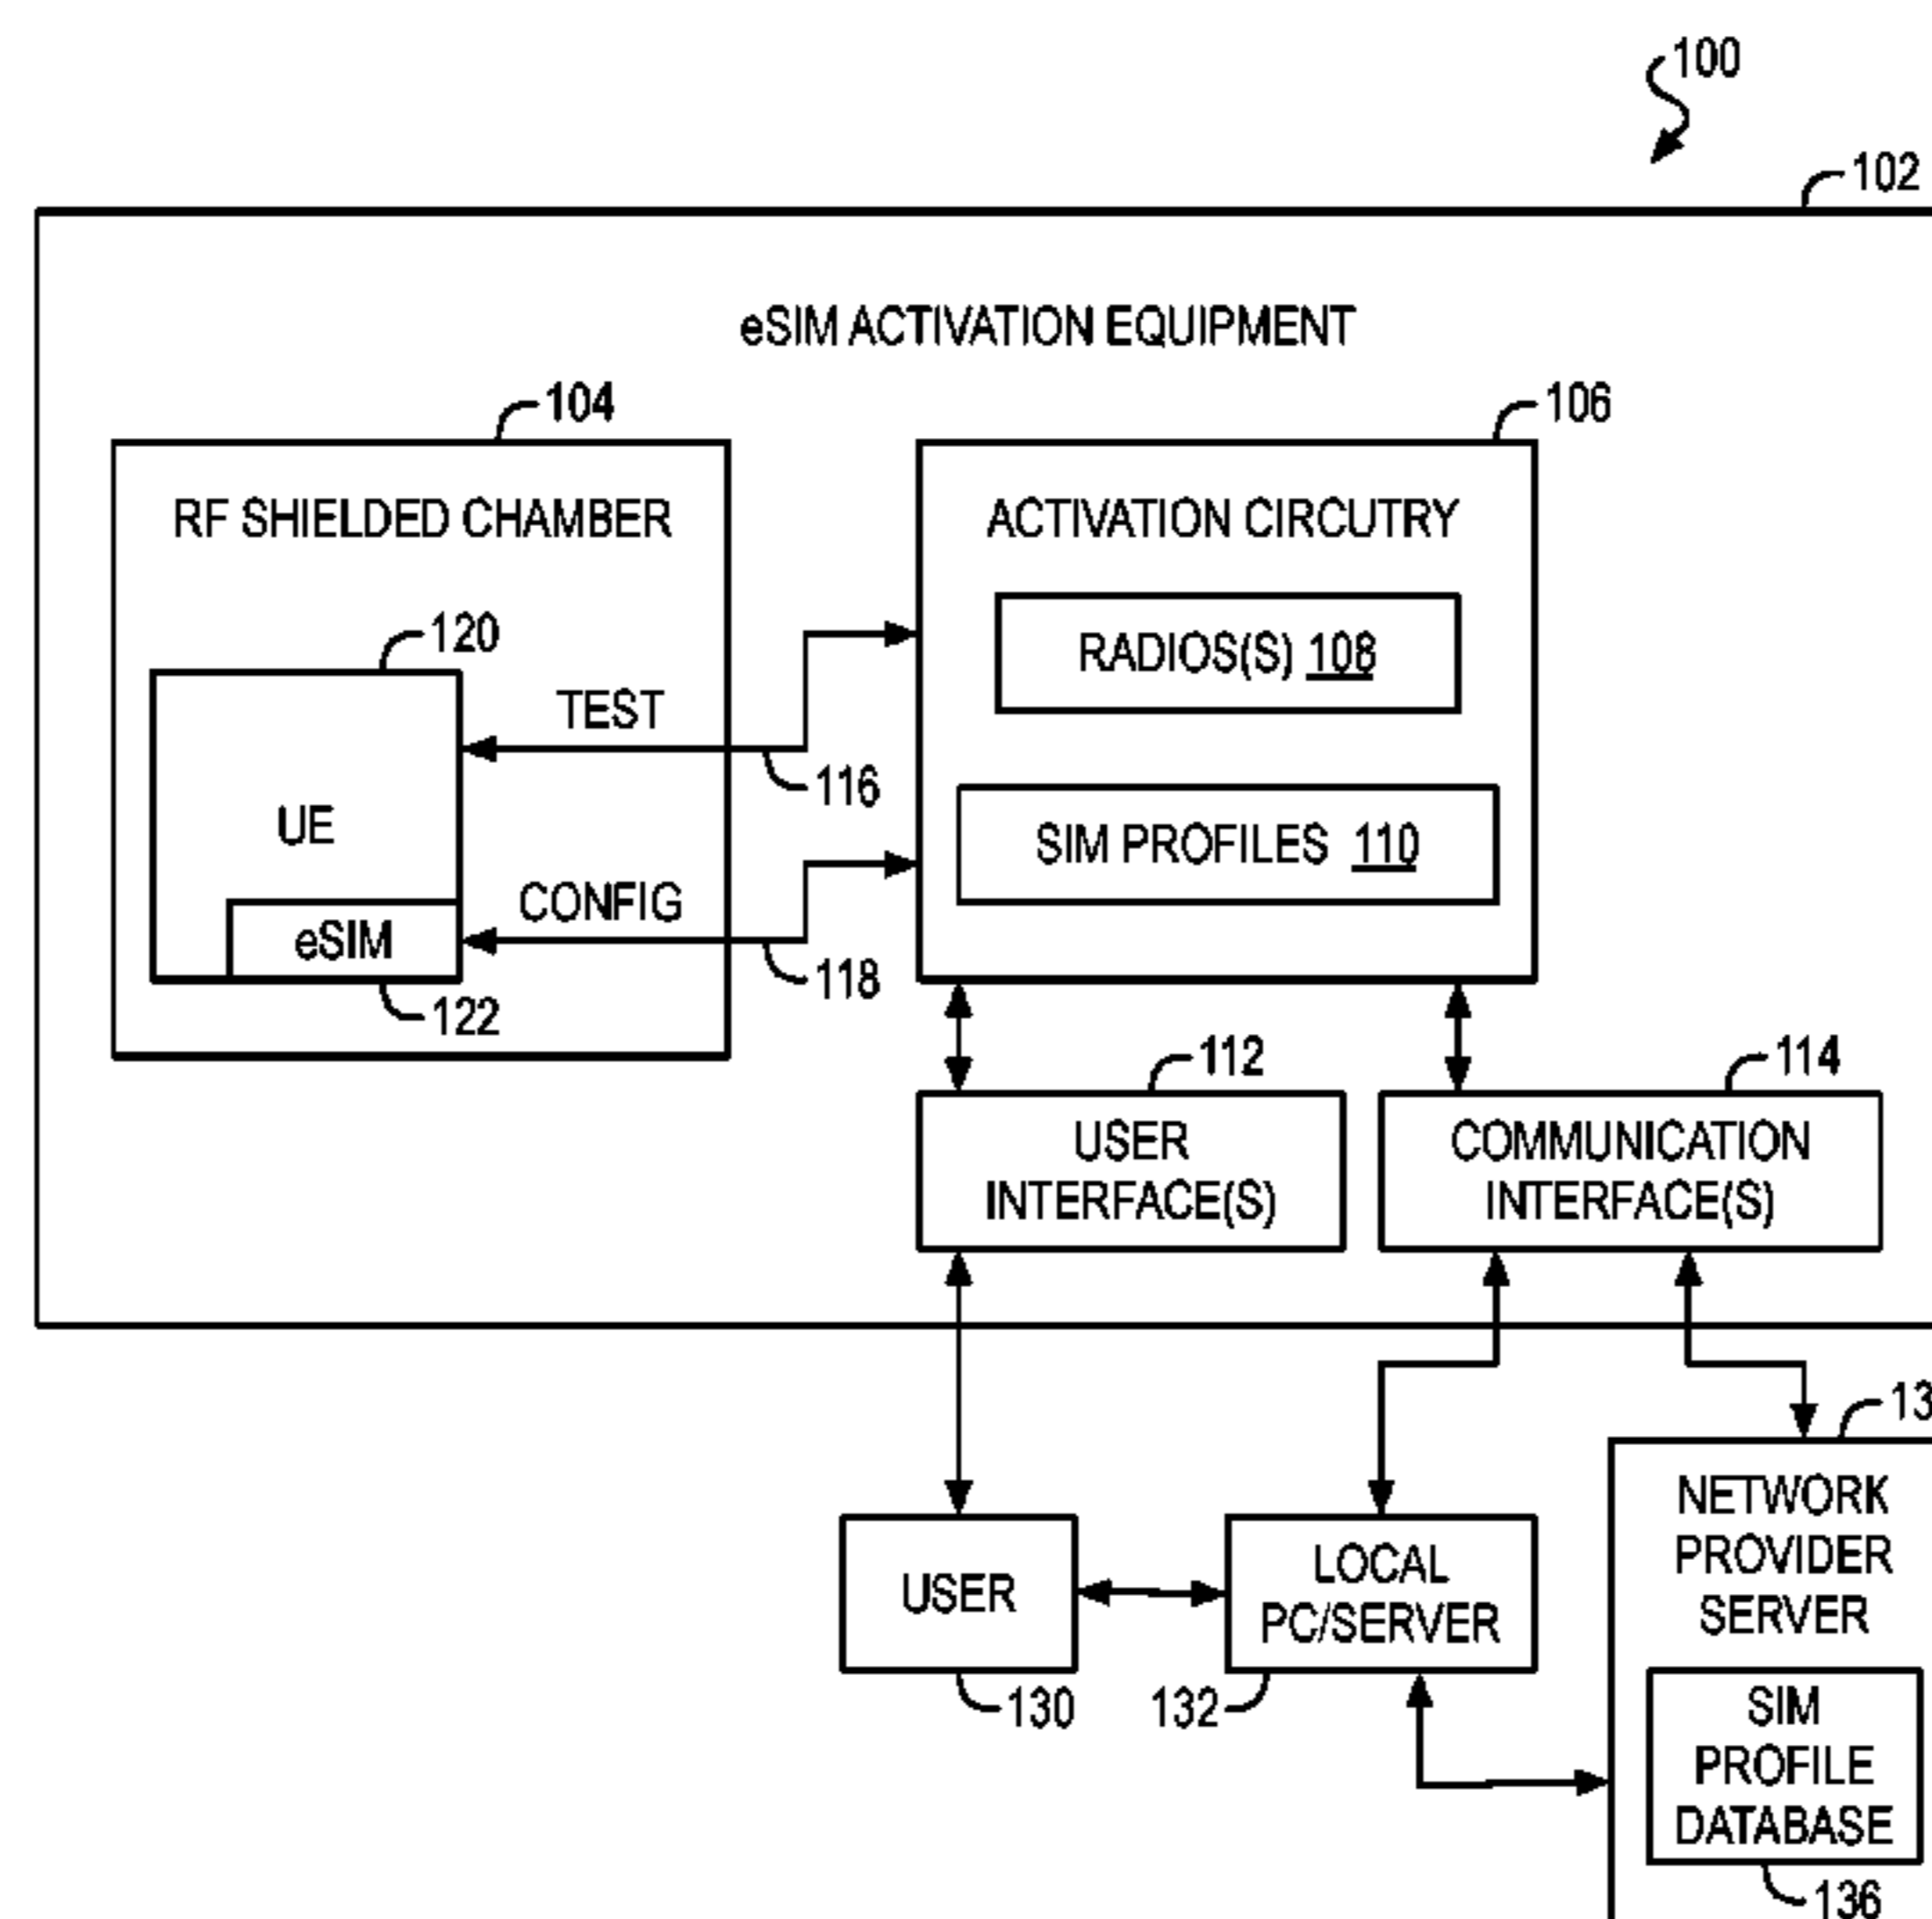 100
102
eSIM ACTIVATION EQUIPMENT
104
106
RF SHIELDED CHAMBER
ACTIVATION CIRCUTRY
120
RADIOS(S) 108
TEST
116
UE
SIM PROFILES 110
CONFIG
eSIM
118
122
112
114
USER
INTERFACE(S)
COMMUNICATION
INTERFACE(S)
NETWORK
PROVIDER
SERVER
USER
LOCAL
PC/SERVER
130
132
SIM
PROFILE
DATABASE
136